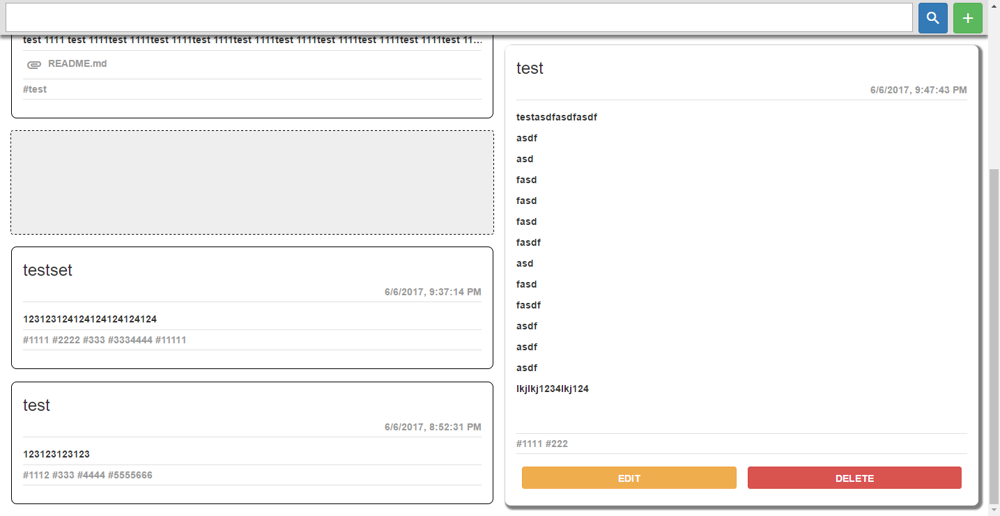 test 1111 test 1111test 1111test 1111test 1111test 1111test 1111test 1111test 1111test 1111test 11...
README.md
#test
testset
6/6/2017, 9:37:14 PM
123123124124124124124124
#1111 #2222 #333 #3334444 #11111
test
6/6/2017, 8:52:31 PM
123123123123
#1112 #333 #4444 #5555666
test
6/6/2017, 9:47:43 PM
testasdfasdfasdf
asdf
asd
fasd
fasd
fasd
fasdf
asd
fasd
fasdf
asdf
asdf
asdf
lkjlkj1234lkj124
#1111 #222
EDIT
DELETE